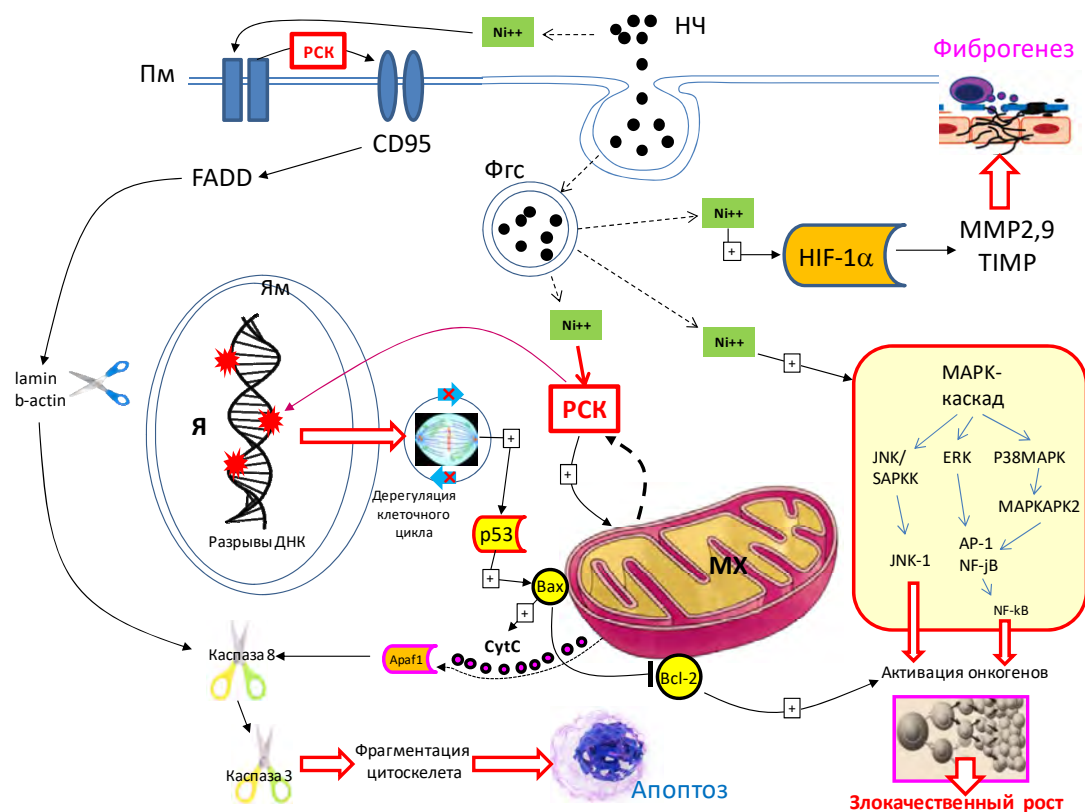 Ni++
НЧ
Фиброгенез
РСК
Пм
CD95
FADD
Фгс
Ni++
+
HIF-1α
MMP2,9
TIMP
Ям
Ni++
Ni++
+
lamin
b-actin
Я
РСК
МАРК-
каскад
+
+
JNK/
SAPKK
ERK
P38MAPK
MAPKAPK2
Дерегуляция
клеточного
цикла
Разрывы ДНК
p53
MX
AP-1
NF-jB
JNK-1
+
Bax
NF-kB
+
CytC
Каспаза 8
Apaf1
Bcl-2
+
Активация онкогенов
Каспаза 3
Фрагментация
цитоскелета
Апоптоз
Злокачественный рост